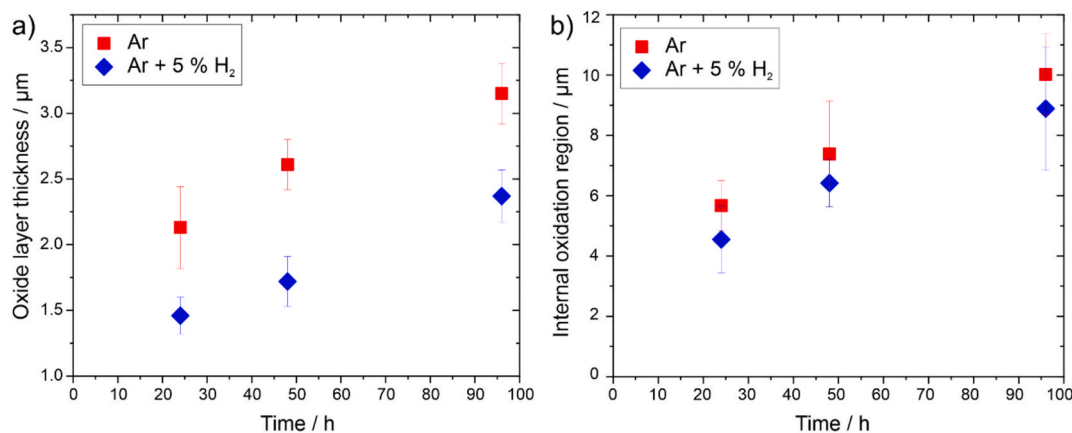 a)
Ar
Ar + 5 % H₂
Oxide layer thickness / µm
3.5
3.0
2.5
2.0
1.5
1.0
0 10 20 30 40 50 60 70 80 90 100
Time / h
b)
Ar
Ar + 5 % H₂
Internal oxidation region / µm
12
10
8
6
4
2
0
0 10 20 30 40 50 60 70 80 90 100
Time / h